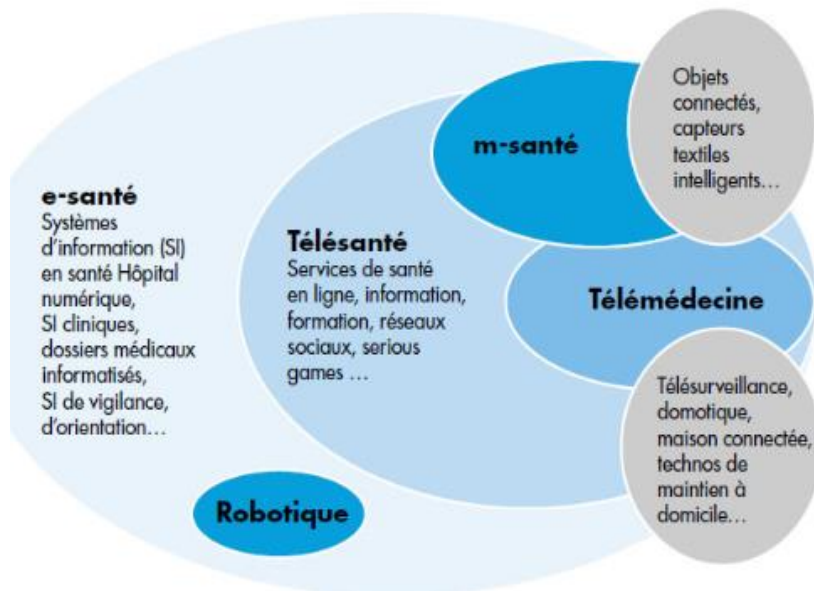 e-santé
Systèmes
d'information (SI)
en santé Hôpital
numérique,
SI cliniques,
dossiers médicaux
informatisés,
SI de vigilance,
d'orientation…
Télésanté
Services de santé
en ligne, information,
formation, réseaux
sociaux, serious
games …
m-santé
Objets
connectés,
capteurs
textiles
intelligents…
Télémédecine
Télésurveillance,
domotique,
maison connectée,
technos de
maintien à
domicile…
Robotique